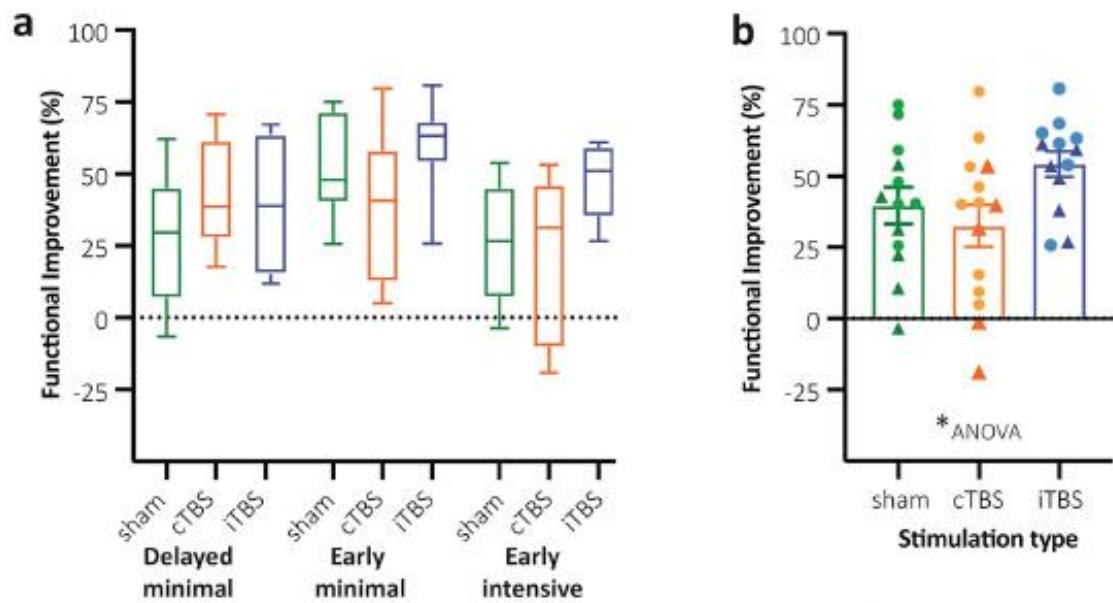 a
Functional Improvement (%)
100
75
50
25
0
-25
sham
cTBS
iTBS
sham
cTBS
iTBS
sham
cTBS
iTBS
Delayed
minimal
Early
minimal
Early
intensive
b
Functional Improvement (%)
100
75
50
25
0
-25
*ANOVA
sham
cTBS
iTBS
Stimulation type